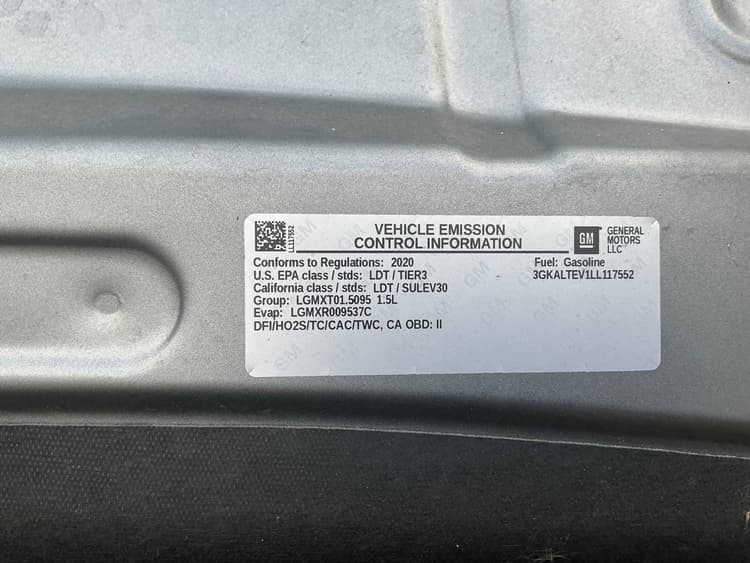 LL117552
VEHICLE EMISSION
CONTROL INFORMATION
GM
GENERAL
MOTORS
LLC
Conforms to Regulations: 2020
Fuel: Gasoline
U.S. EPA class / stds: LDT / TIER3
3GKALTEV1LL117552
California class / stds: LDT / SULEV30
Group: LGMXT01.5095 1.5L
Evap: LGMXR009537C
DFI/HO2S/TC/CAC/TWC, CA OBD: II